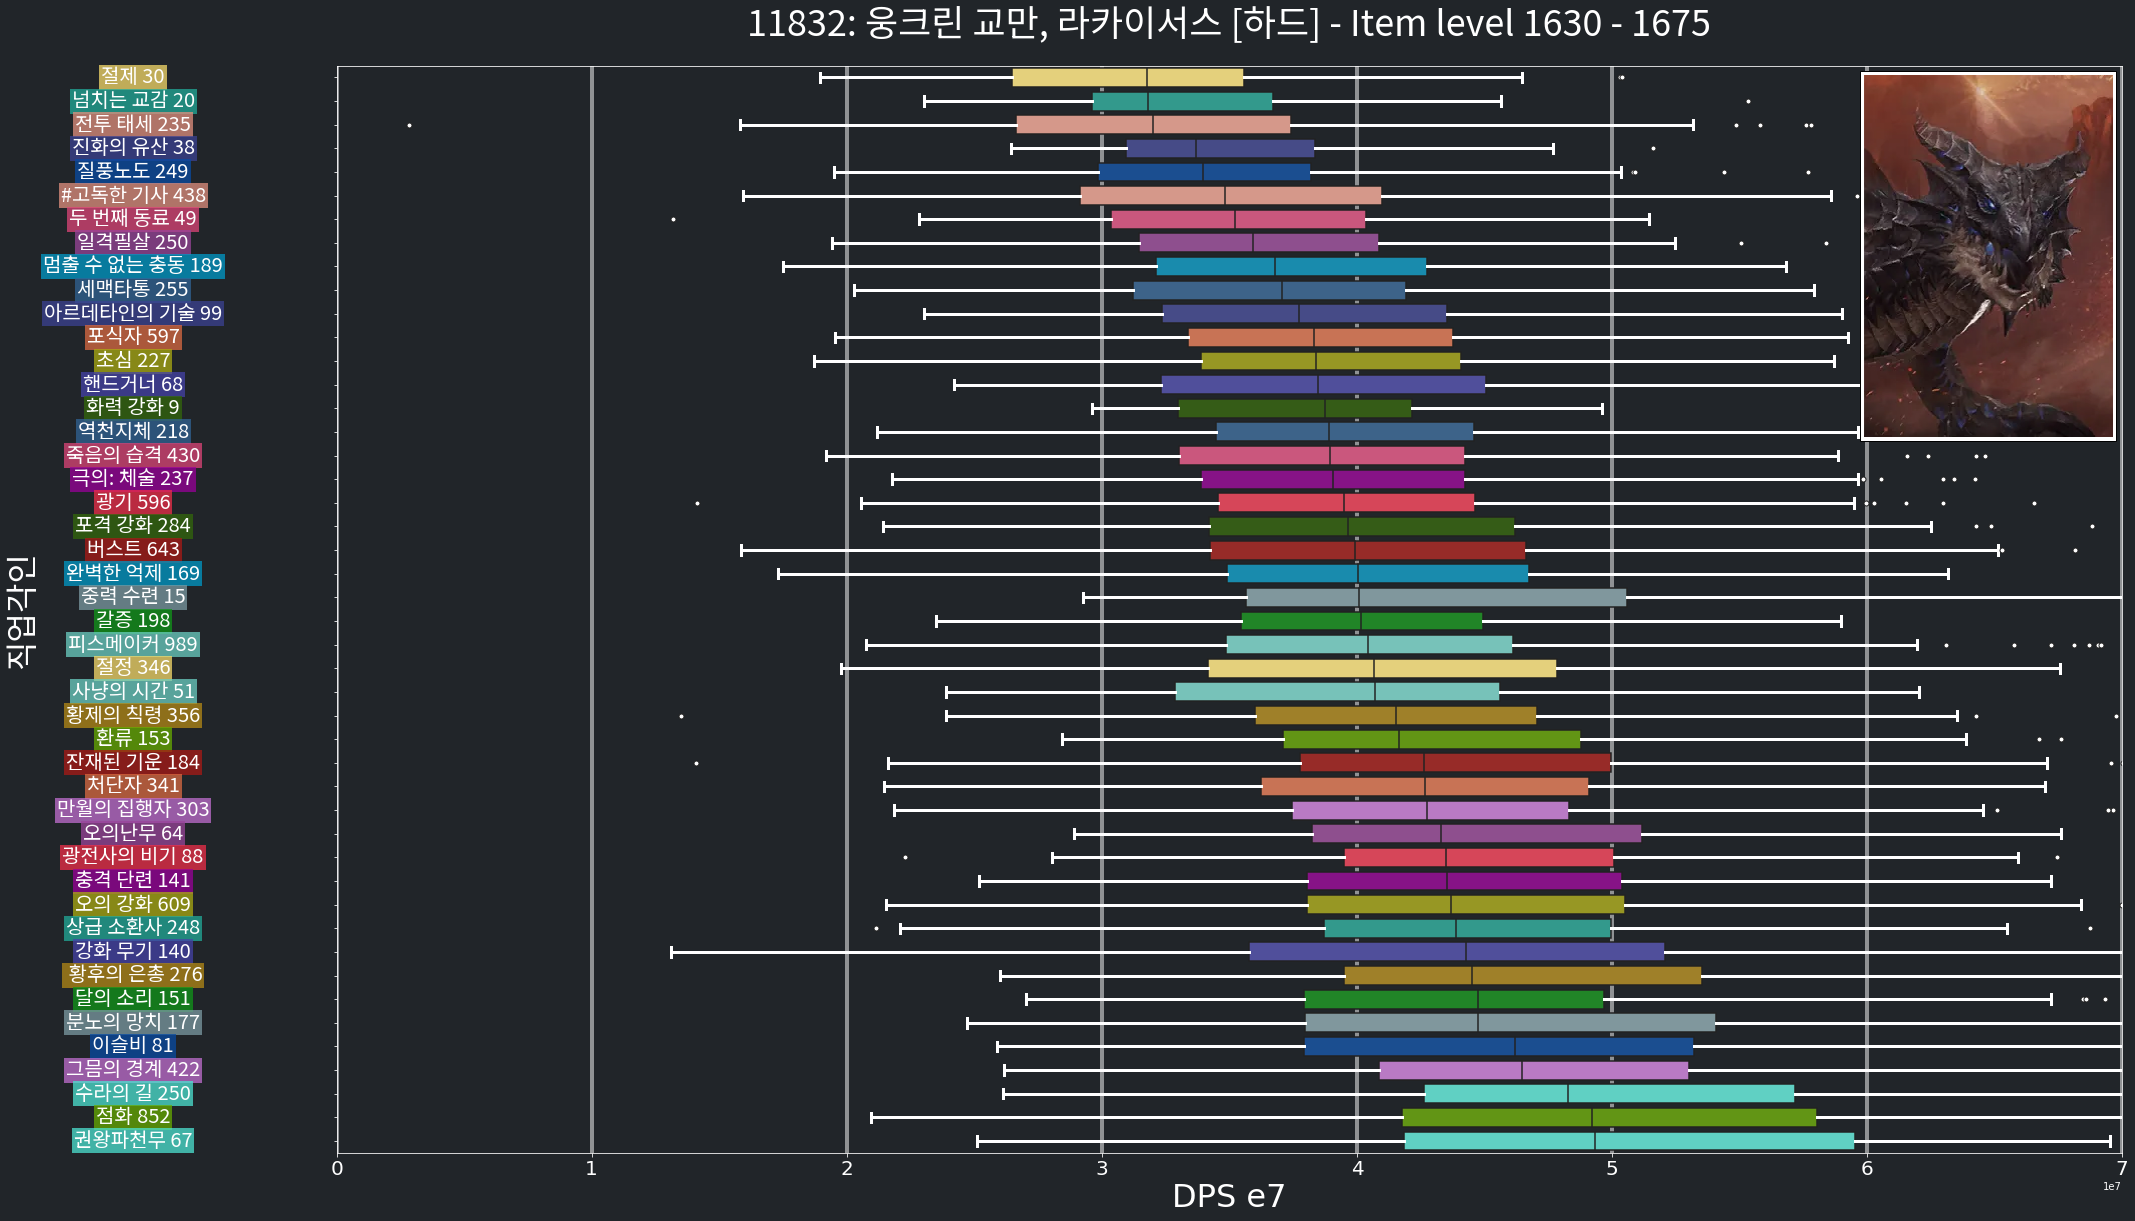 11832: 웅크린 교만, 라카이서스 [하드] - Item level 1630 - 1675
절제 30
넘치는 교감 20
전투 태세 235
진화의 유산 38
질풍노도 249
#고독한 기사 438
두 번째 동료 49
일격필살 250
멈출 수 없는 충동 189
세맥타통 255
아르데타인의 기술 99
포식자 597
초심 227
핸드거너 68
화력 강화 9
역천지체 218
죽음의 습격 430
극의: 체술 237
광기 596
포격 강화 284
버스트 643
완벽한 억제 169
중력 수련 15
갈증 198
피스메이커 989
절정 346
사냥의 시간 51
황제의 칙령 356
환류 153
잔재된 기운 184
처단자 341
만월의 집행자 303
오의난무 64
광전사의 비기 88
충격 단련 141
오의 강화 609
상급 소환사 248
강화 무기 140
황후의 은총 276
달의 소리 151
분노의 망치 177
이슬비 81
그믐의 경계 422
수라의 길 250
점화 852
권왕파천무 67
직업각인
0 1 2 3 4 5 6 7
1e7
DPS e7